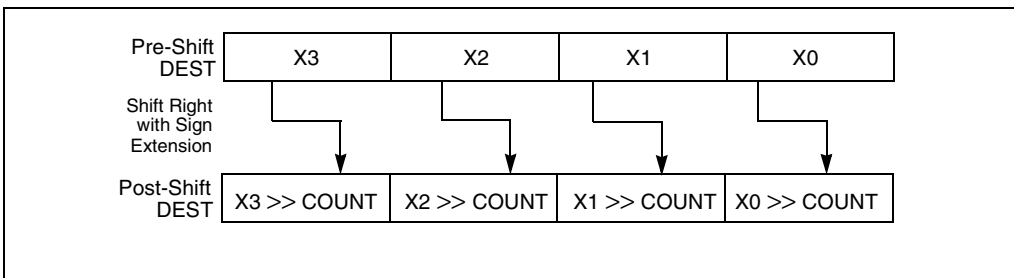 Pre-Shift
DEST
X3 X2 X1 X0
Shift Right
with Sign
Extension
Post-Shift
DEST
X3 >> COUNT X2 >> COUNT X1 >> COUNT X0 >> COUNT